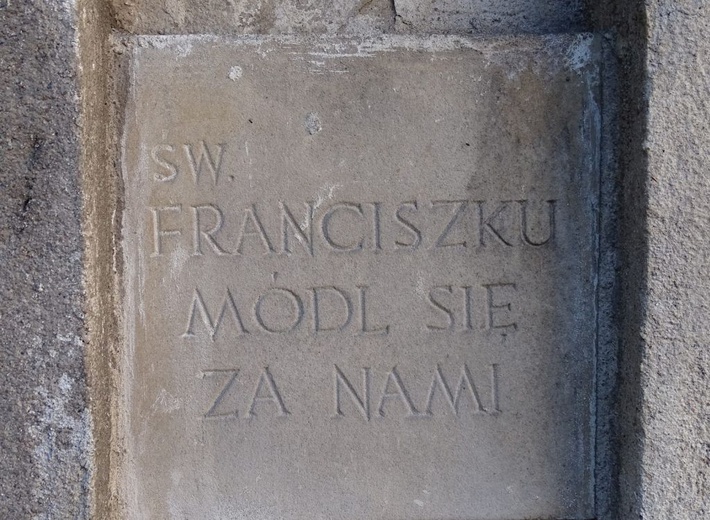 SW.
FRANCISZKU
MÓDL SIĘ
ZA NAMI